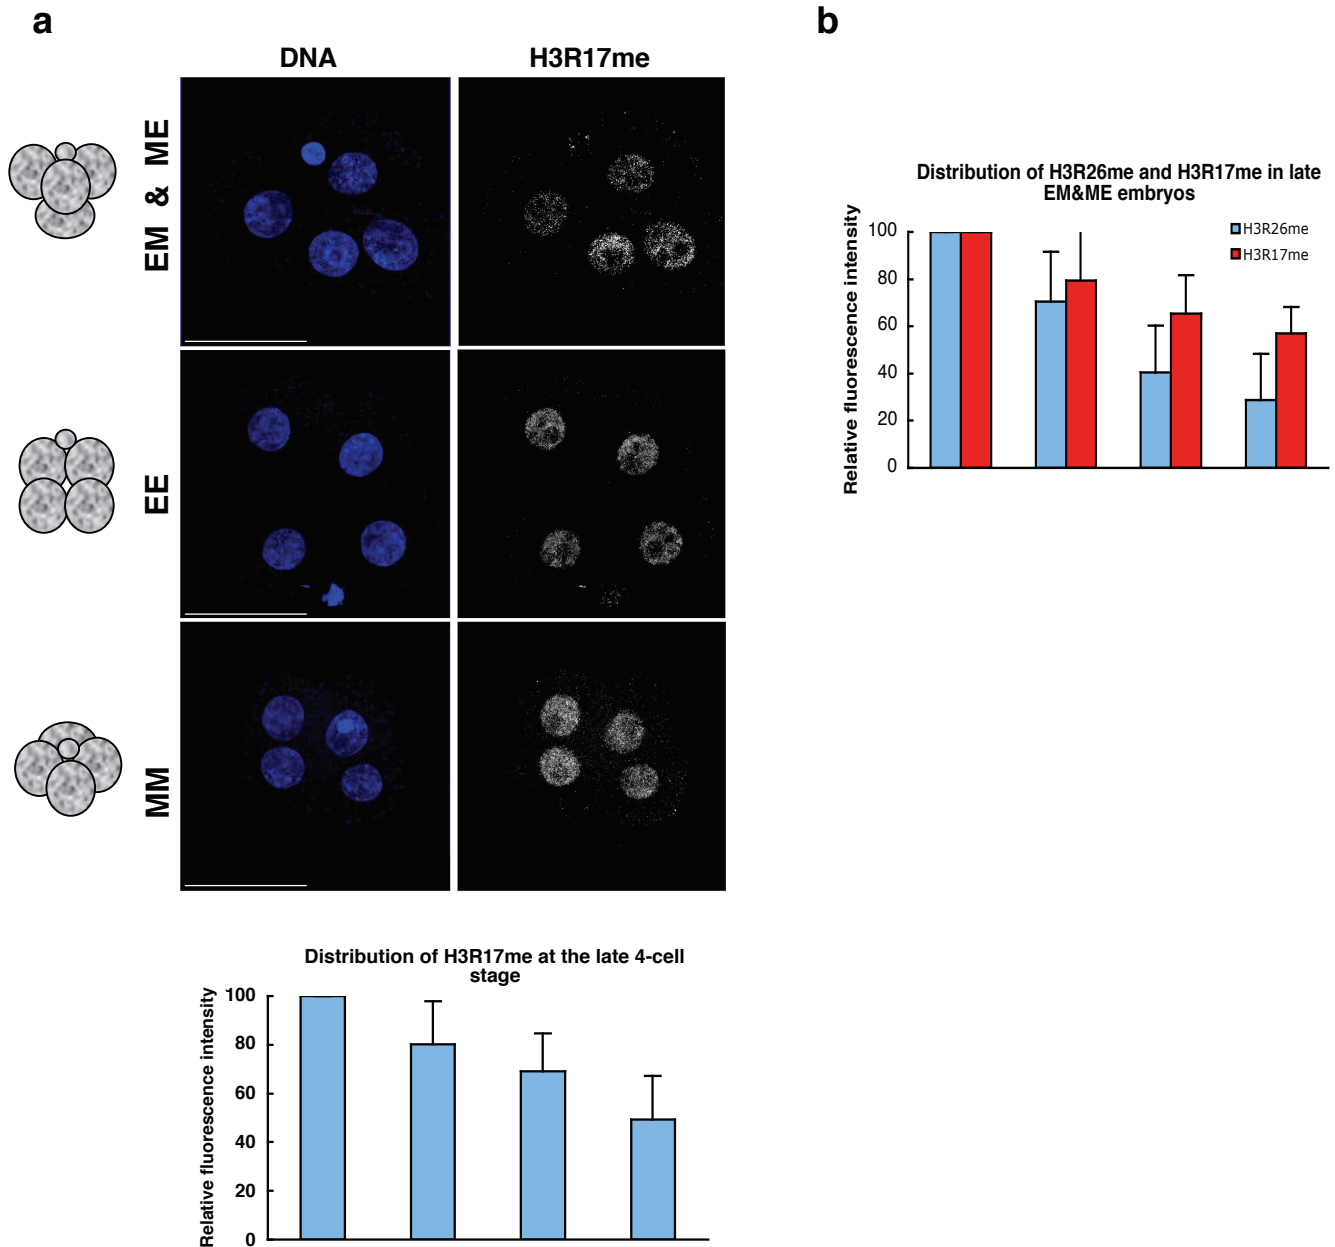 a
b
DNA
H3R17me
EM & ME
EE
MM
Distribution of H3R17me at the late 4-cell
stage
Relative fluorescence intensity
100
80
60
40
20
0
Distribution of H3R26me and H3R17me in late
EM&ME embryos
Relative fluorescence intensity
100
80
60
40
20
0
H3R26me
H3R17me